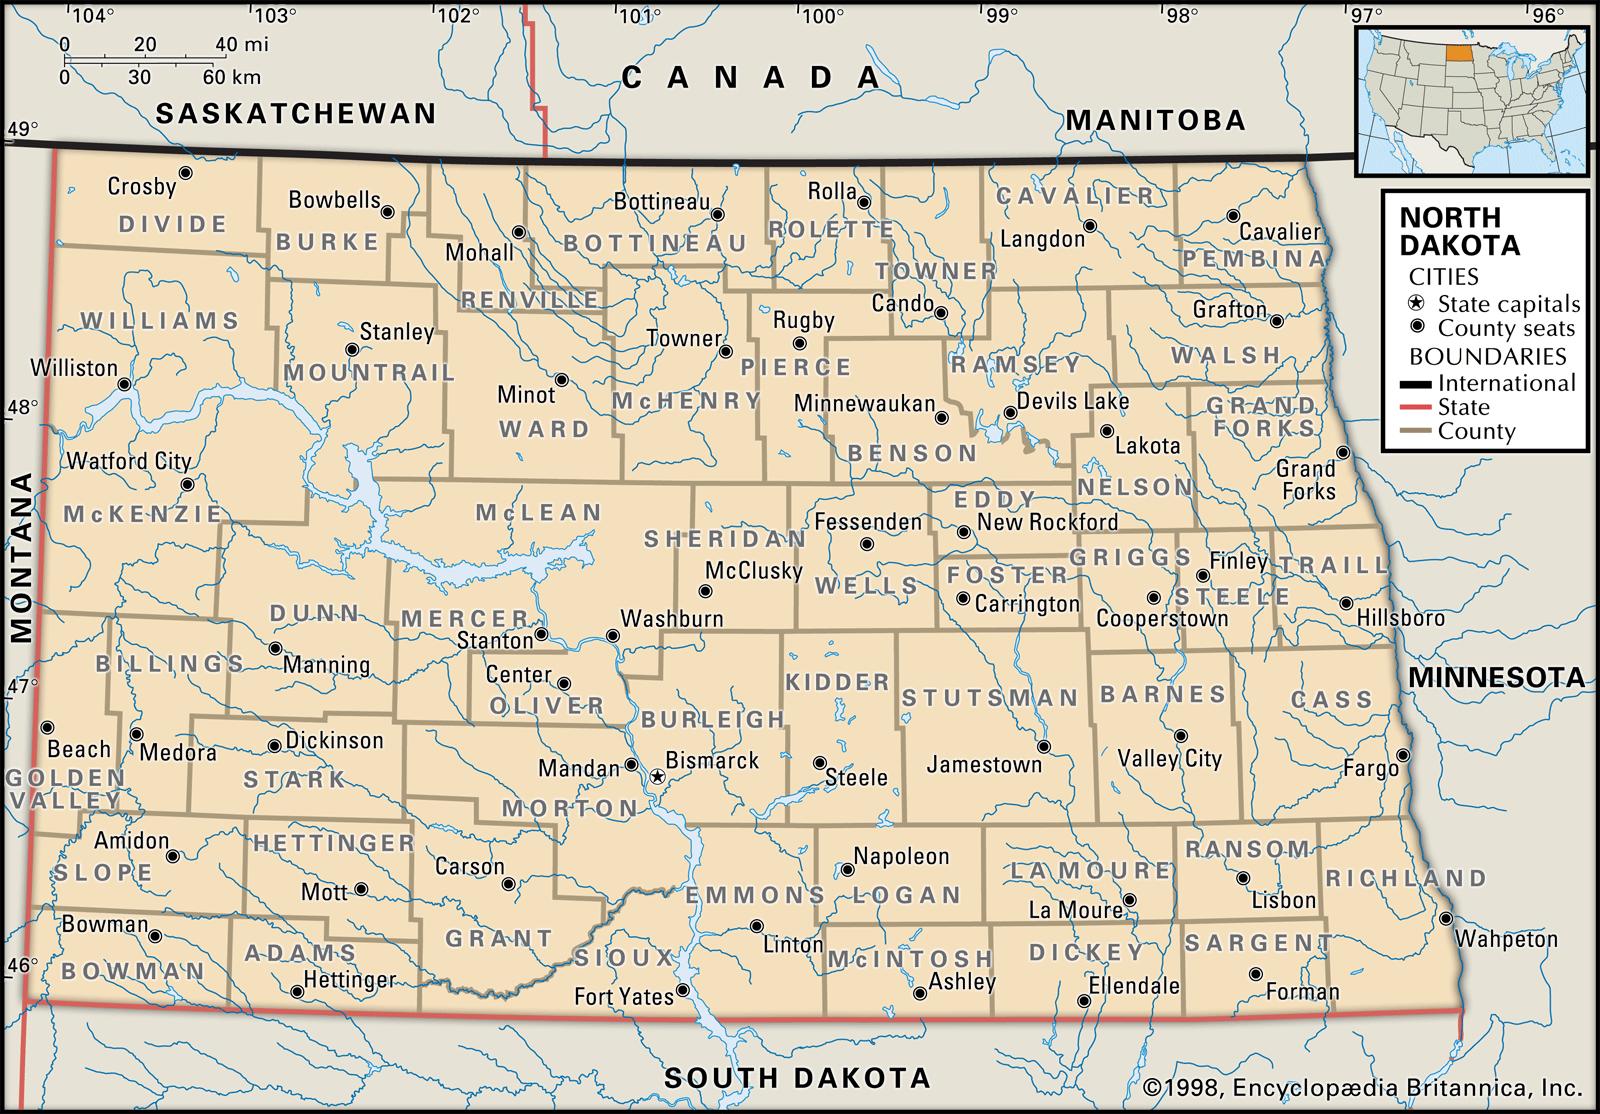 104° 103° 102° 101° 100° 99° 98° 97° 96°
0 20 40 mi
0 30 60 km
CANADA
SASKATCHEWAN
MANITOBA
49°
48°
47°
46°
MONTANA
MINNESOTA
SOUTH DAKOTA
NORTH
DAKOTA
CITIES
State capitals
County seats
BOUNDARIES
International
State
County
Crosby
DIVIDE
Bowbells
BURKE
Mohall
RENVILLE
Bottineau
BOTTINEAU
Rolla
ROLETTE
TOWNER
Cando
CAVALIER
Langdon
Cavalier
PEMBINA
WILLIAMS
Williston
Stanley
MOUNTRAIL
Minot
WARD
Towner
McHENRY
Rugby
PIERCE
Minnewaukan
BENSON
RAMSEY
Devils Lake
Grafton
WALSH
Lakota
NELSON
GRAND
FORKS
Grand
Forks
Watford City
McKENZIE
McLEAN
Washburn
SHERIDAN
McClusky
Fessenden
WELLS
EDDY
New Rockford
FOSTER
Carrington
GRIGGS
Cooperstown
Finley
STEELE
TRAILL
Hillsboro
DUNN
Manning
MERCER
Stanton
Center
OLIVER
BILLINGS
Medora
Beach
GOLDEN
VALLEY
Dickinson
STARK
Mandan
MORTON
BURLEIGH
Bismarck
KIDDER
Steele
STUTSMAN
Jamestown
BARNES
Valley City
CASS
Fargo
Amidon
SLOPE
HETTINGER
Mott
Carson
GRANT
EMMONS
Linton
Napoleon
LOGAN
LA MOURE
La Moure
RANSOM
Lisbon
RICHLAND
Wahpeton
Bowman
BOWMAN
ADAMS
Hettinger
SIOUX
Fort Yates
McINTOSH
Ashley
DICKEY
Ellendale
SARGENT
Forman
©1998, Encyclopædia Britannica, Inc.